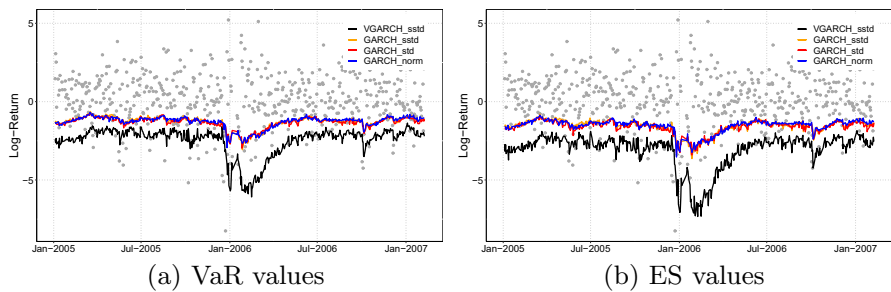 5
0
−5
Log−Return
VGARCH_sstd
GARCH_sstd
GARCH_std
GARCH_norm
Jan−2005
Jul−2005
Jan−2006
Jul−2006
Jan−2007
(a) VaR values
5
0
−5
Log−Return
VGARCH_sstd
GARCH_sstd
GARCH_std
GARCH_norm
Jan−2005
Jul−2005
Jan−2006
Jul−2006
Jan−2007
(b) ES values